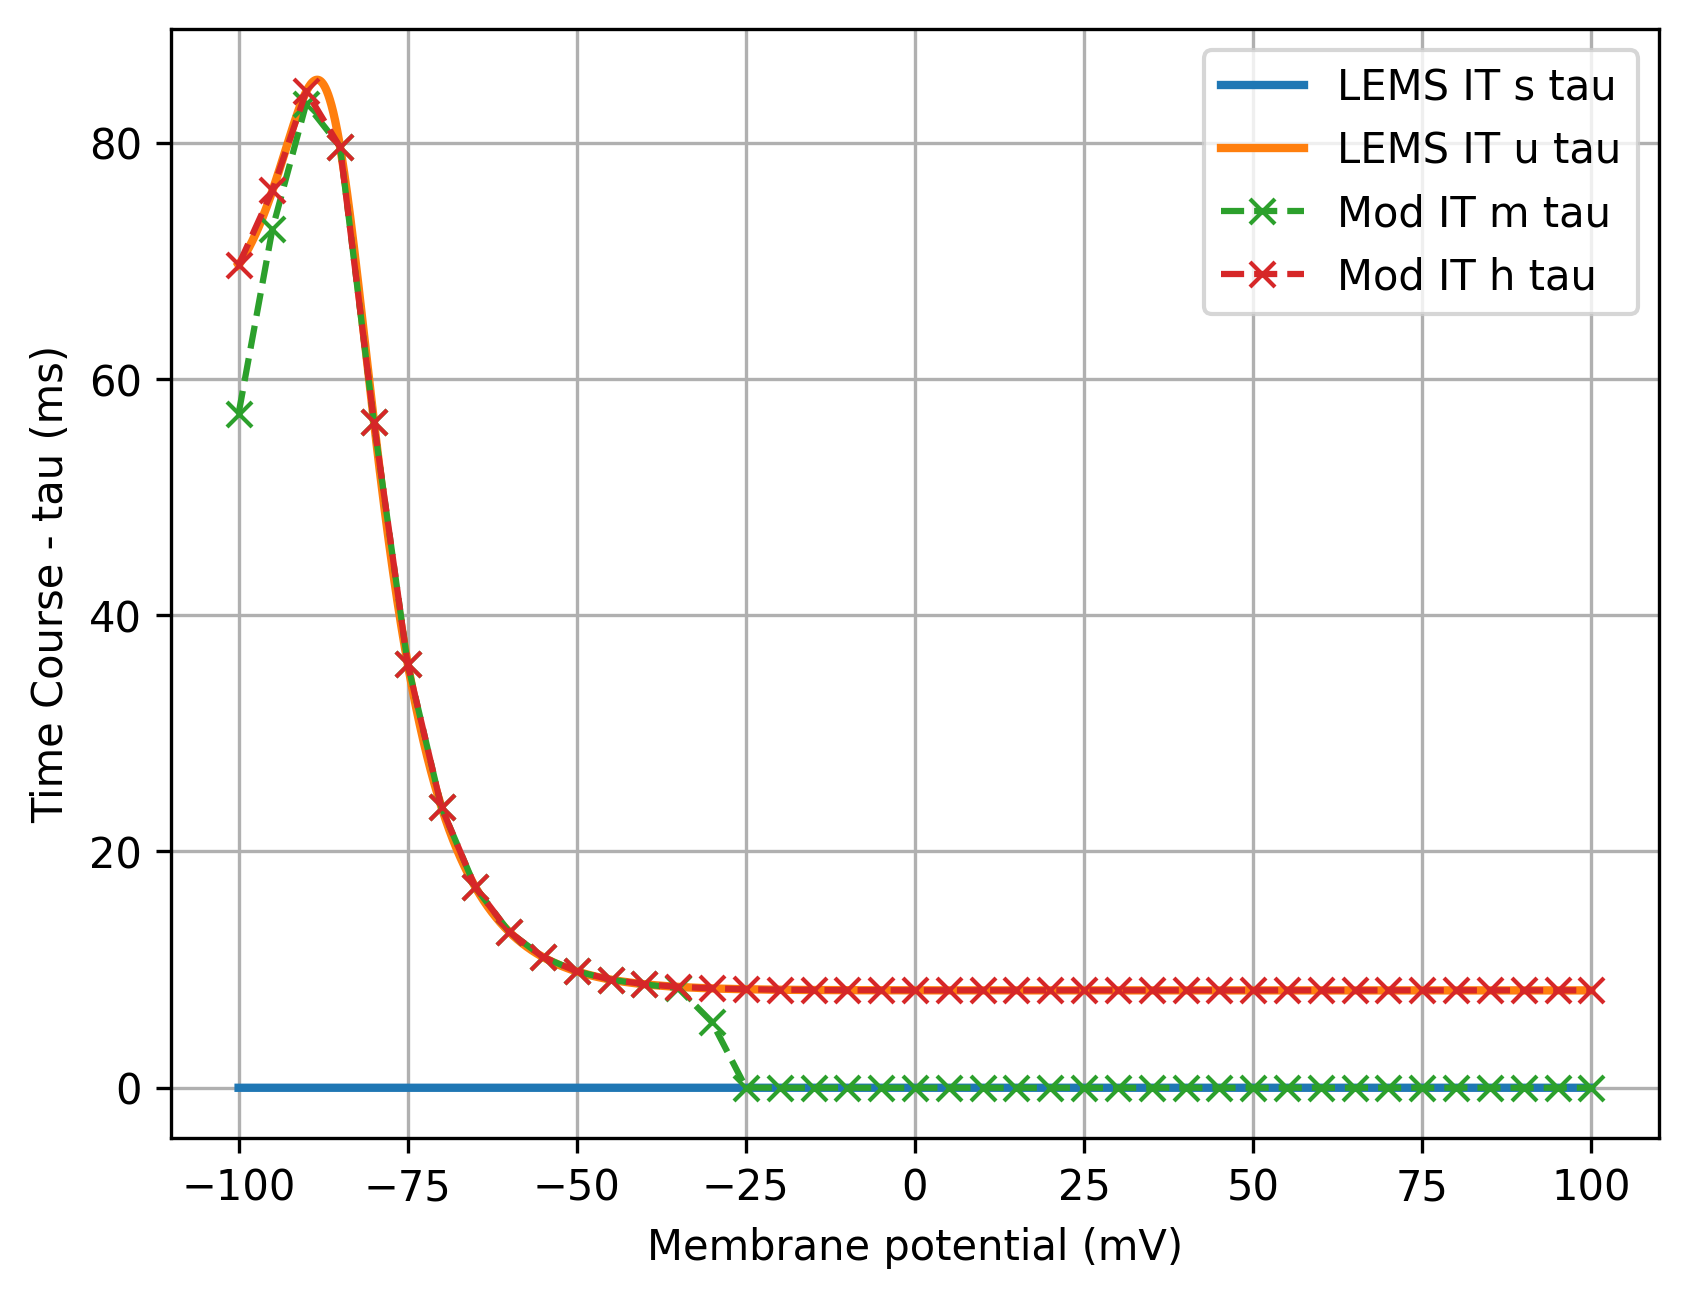 LEMS IT s tau
LEMS IT u tau
Mod IT m tau
Mod IT h tau
80
60
40
20
0
Time Course - tau (ms)
−100 −75 −50 −25 0 25 50 75 100
Membrane potential (mV)